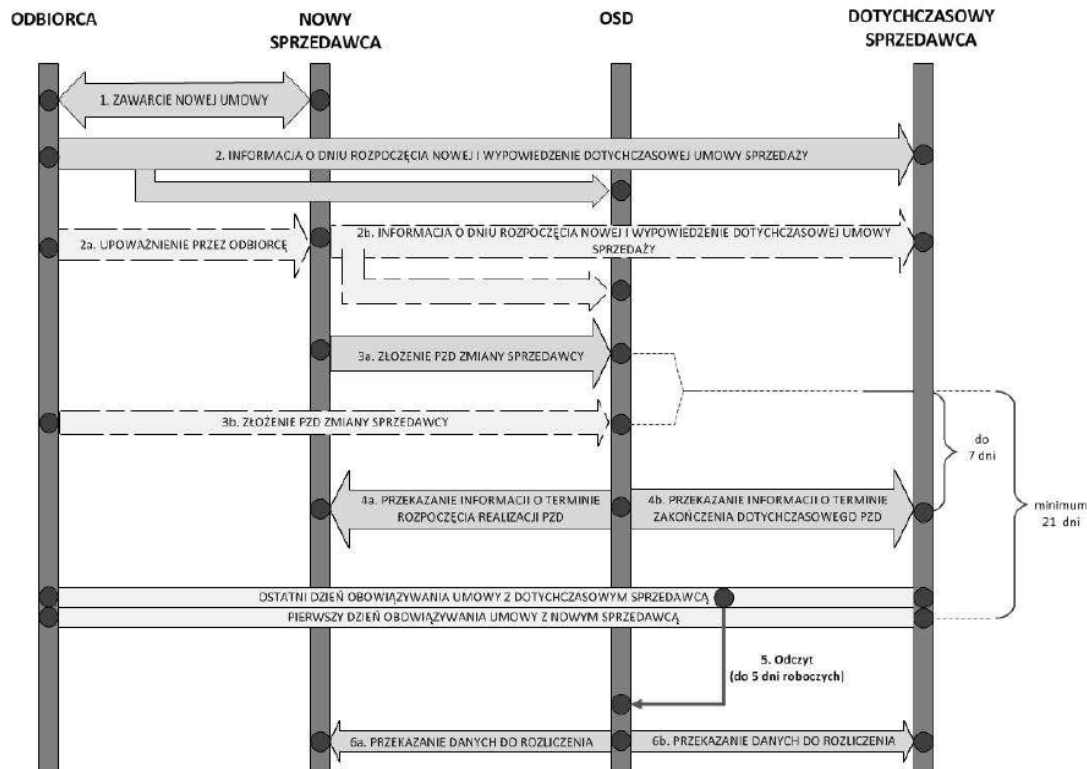 ODBIORCA
NOWY
SPRZEDAWCA
OSD
DOTYCHCZASOWY
SPRZEDAWCA
1. ZAWARCIE NOWEJ UMOWY
2. INFORMACJA O DNIU ROZPOCZĘCIA NOWEJ I WYPOWIEDZENIE DOTYCHCZASOWEJ UMOWY SPRZEDAŻY
2a. UPOWAŻNIENIE PRZEZ ODBIORCĘ
2b. INFORMACJA O DNIU ROZPOCZĘCIA NOWEJ I WYPOWIEDZENIE DOTYCHCZASOWEJ UMOWY
SPRZEDAŻY
3a. ZŁOŻENIE PZD ZMIANY SPRZEDAWCY
3b. ZŁOŻENIE PZD ZMIANY SPRZEDAWCY
do
7 dni
4a. PRZEKAZANIE INFORMACJI O TERMINIE
ROZPOCZĘCIA REALIZACJI PZD
4b. PRZEKAZANIE INFORMACJI O TERMINIE
ZAKOŃCZENIA DOTYCHCZASOWEGO PZD
minimum
21 dni
OSTATNI DZIEŃ OBOWIĄZYWANIA UMOWY Z DOTYCHCZASOWYM SPRZEDAWCĄ
PIERWSZY DZIEŃ OBOWIĄZYWANIA UMOWY Z NOWYM SPRZEDAWCĄ
5. Odczyt
(do 5 dni roboczych)
6a. PRZEKAZANIE DANYCH DO ROZLICZENIA
6b. PRZEKAZANIE DANYCH DO ROZLICZENIA